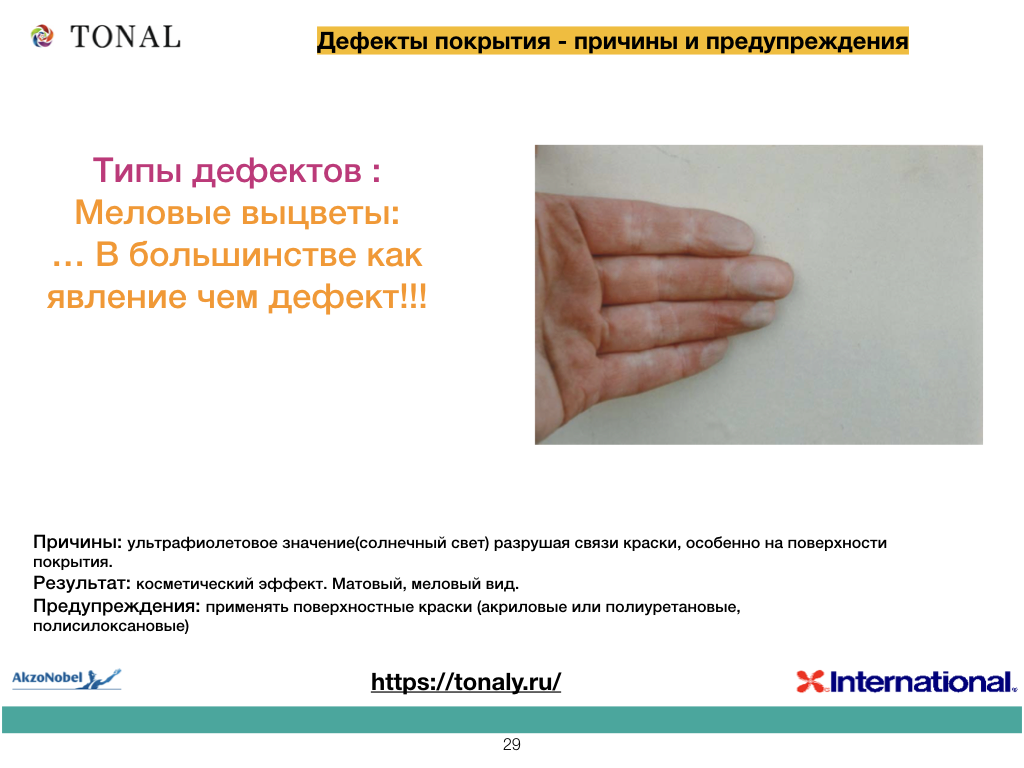 TONAL
Дефекты покрытия - причины и предупреждения
Типы дефектов :
Меловые выцветы:
… В большинстве как
явление чем дефект!!!
Причины: ультрафиолетовое значение(солнечный свет) разрушая связи краски, особенно на поверхности
покрытия.
Результат: косметический эффект. Матовый, меловый вид.
Предупреждения: применять поверхностные краски (акриловые или полиуретановые,
полисилоксановые)
AkzoNobel
https://tonaly.ru/
International
29